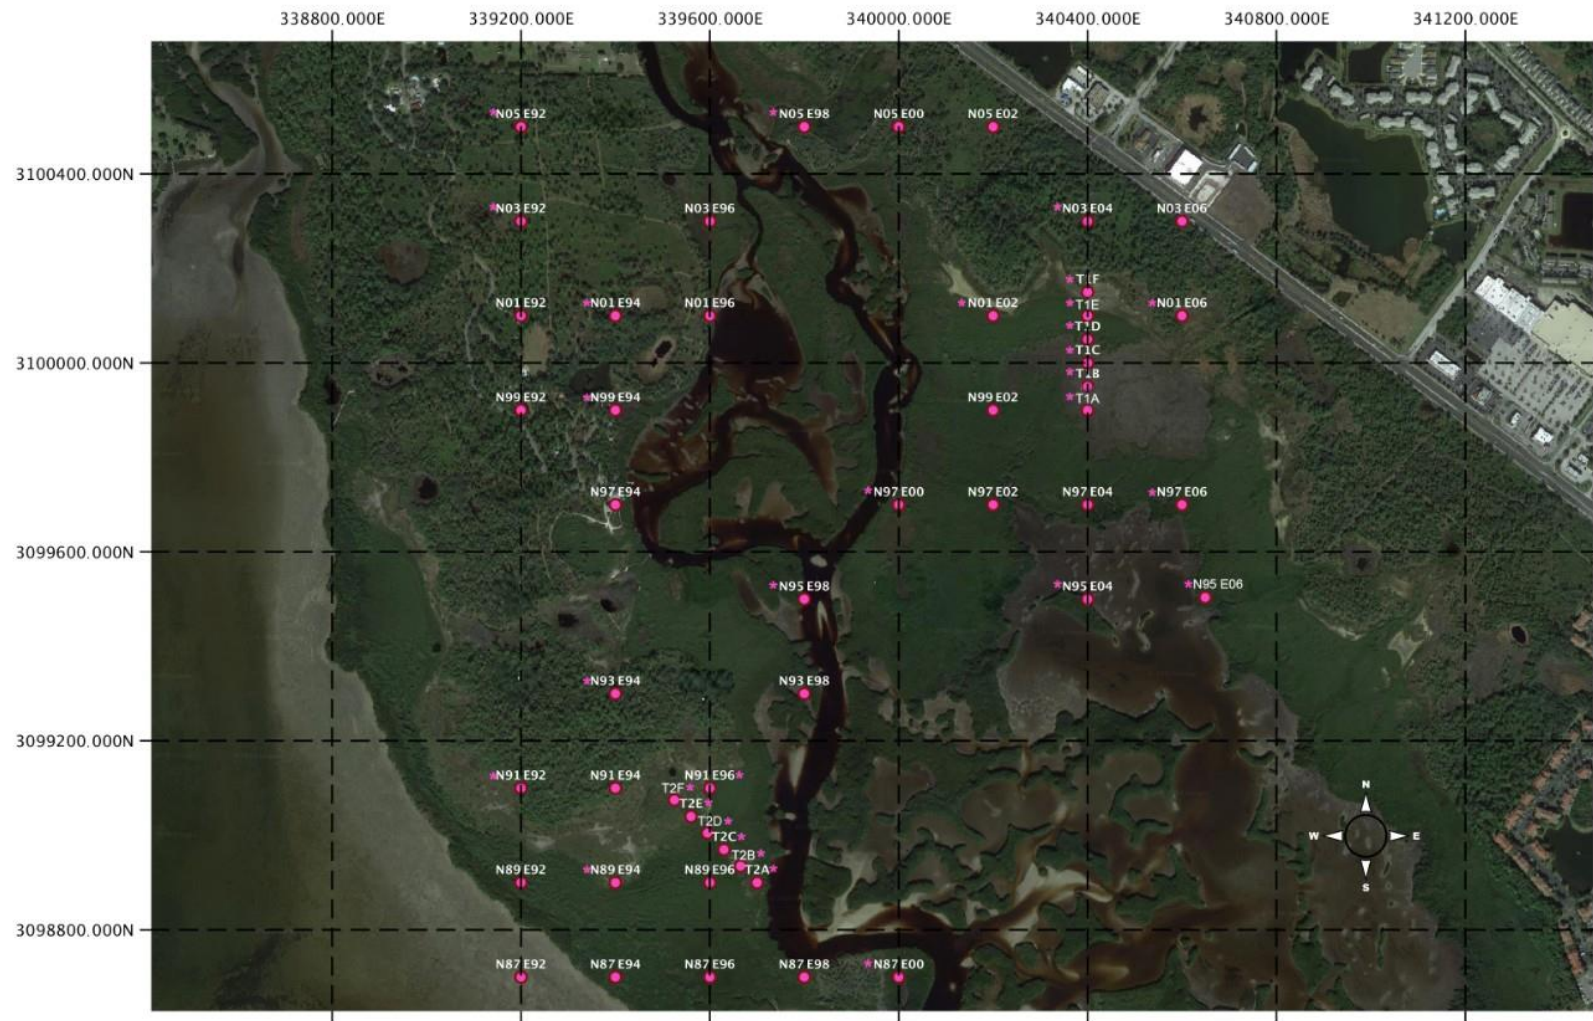 338800.000E 339200.000E 339600.000E 340000.000E 340400.000E 340800.000E 341200.000E
*N05 E92 *N05 E98 N05 E00 N05 E02
3100400.000N
*N03 E92 N03 E96 *N03 E04 N03 E06
*T1F
N01 E92 *N01 E94 N01 E96 *N01 E02 *T1E *N01 E06
*T1D
*T1C
3100000.000N
*T1B
N99 E92 *N99 E94 N99 E02 *T1A
N97 E94 *N97 E00 N97 E02 N97 E04 *N97 E06
3099600.000N
*N95 E98 *N95 E04 *N95 E06
*N93 E94 N93 E98
3099200.000N
*N91 E92 N91 E94 N91 E96*
T2F*
T2E*
N
T2D*
T2C*
W E
T2B*
N89 E92 *N89 E94 N89 E96 T2A*
S
3098800.000N
N87 E92 N87 E94 N87 E96 N87 E98 *N87 E00